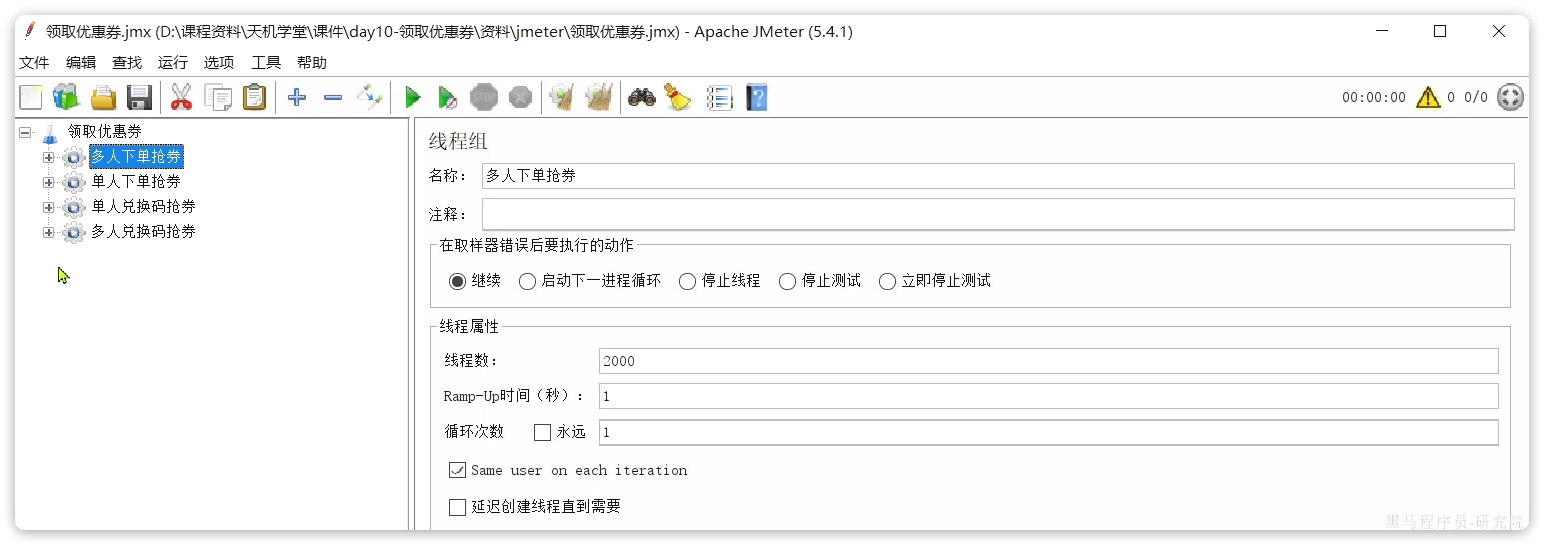 领取优惠券.jmx (D:\课程资料\天机学堂\课件\day10-领取优惠券\资料\jmeter\领取优惠券.jmx) - Apache JMeter (5.4.1)
文件 编辑 查找 运行 选项 工具 帮助
STOP
00:00:00 0 0/0
领取优惠券
多人下单抢券
单人下单抢券
单人兑换码抢券
多人兑换码抢券
线程组
名称： 多人下单抢券
注释：
在取样器错误后要执行的动作
继续 启动下一进程循环 停止线程 停止测试 立即停止测试
线程属性
线程数： 2000
Ramp-Up时间（秒）： 1
循环次数 永远 1
Same user on each iteration
延迟创建线程直到需要
黑马程序员-研究院